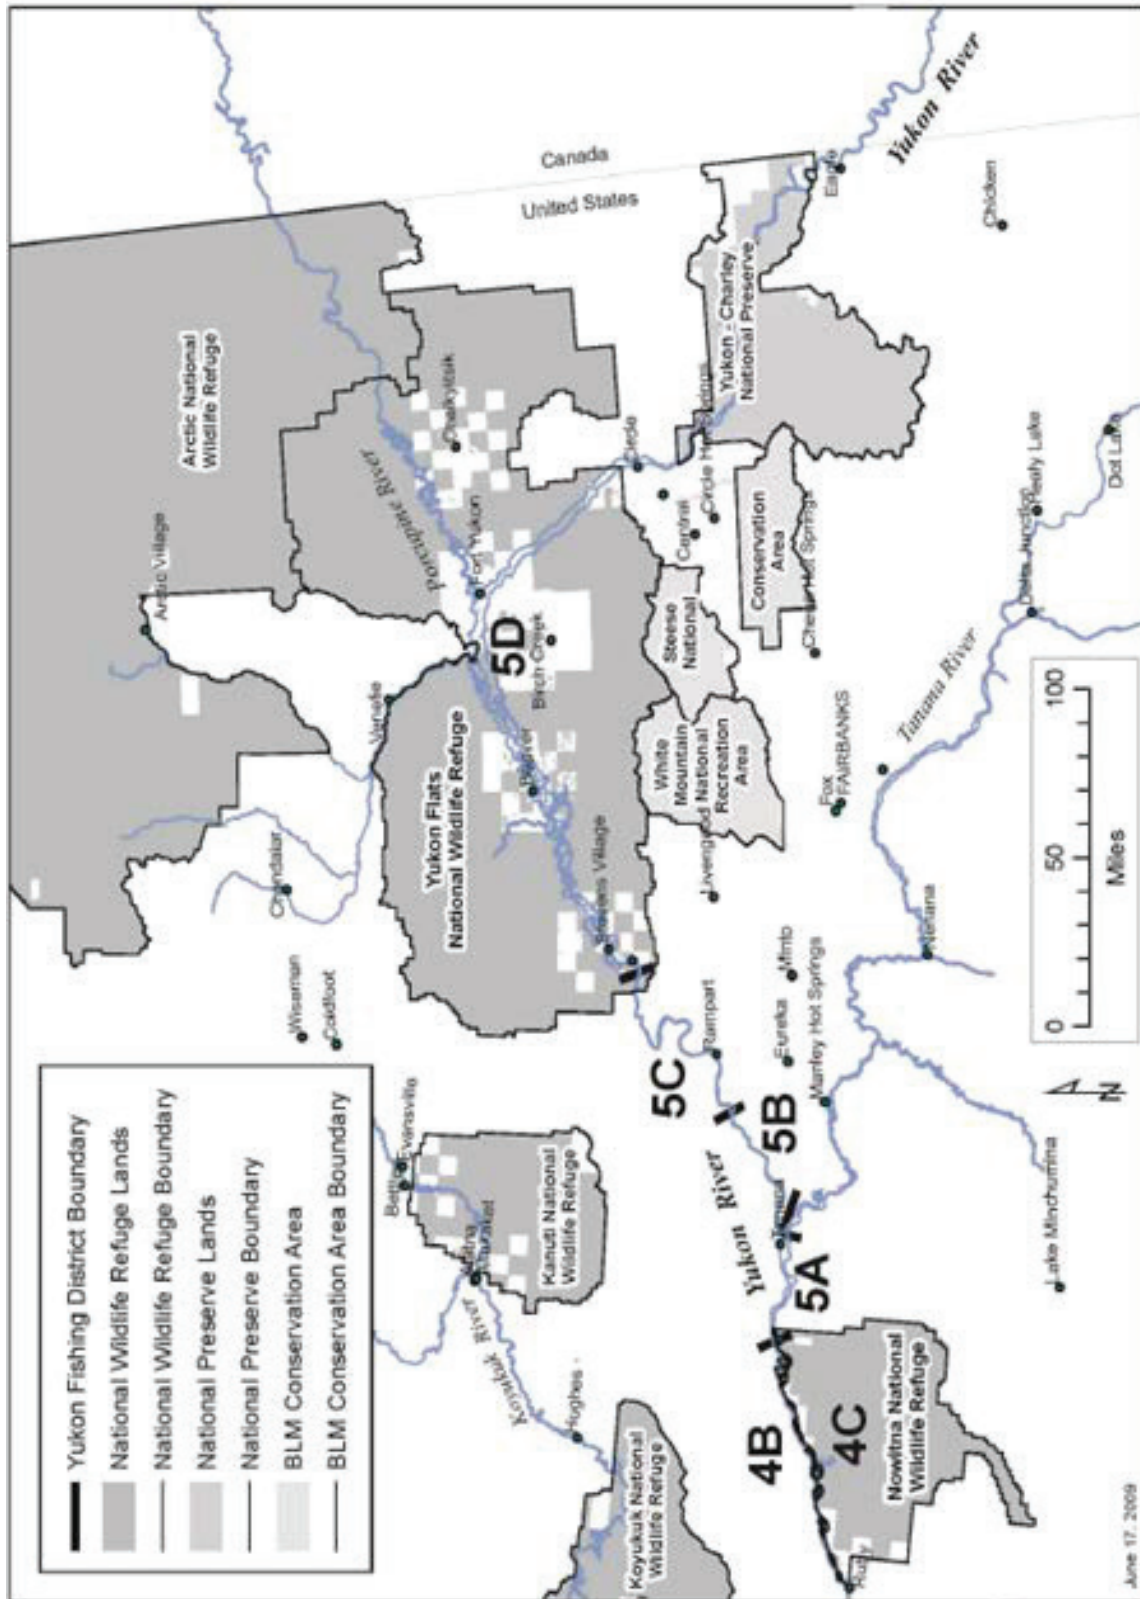 Yukon Fishing District Boundary
National Wildlife Refuge Lands
National Wildlife Refuge Boundary
National Preserve Lands
National Preserve Boundary
BLM Conservation Area
BLM Conservation Area Boundary
Arctic National
Wildlife Refuge
Arctic Village
Canada
United States
Wiseman
Coldfoot
Chandalar
Venetie
Yukon Flats
National Wildlife Refuge
Porcupine River
Chalkyitsik
Fort Yukon
5D
Birch Creek
Beaver
Stevens Village
Circle
Central
Circle Hot Springs
Yukon - Charley
National Preserve
Eagle
Yukon River
Chicken
Steese
National
Conservation
Area
White
Mountain
National
Recreation
Area
Livengood
Chena Hot Springs
Fox
FAIRBANKS
Delta Junction
Healy Lake
Dot Lake
Tanana River
Nenana
Minto
Eureka
Manley Hot Springs
Rampart
5C
5B
Yukon River
Tanana
5A
Evansville
Kanuti National
Wildlife Refuge
Alatna
Allakaket
Koyukuk River
Hughes -
Koyukuk National
Wildlife Refuge
4B
4C
Nowitna National
Wildlife Refuge
Ruby
Lake Minchumina
N
0 50 100
Miles
June 17, 2009